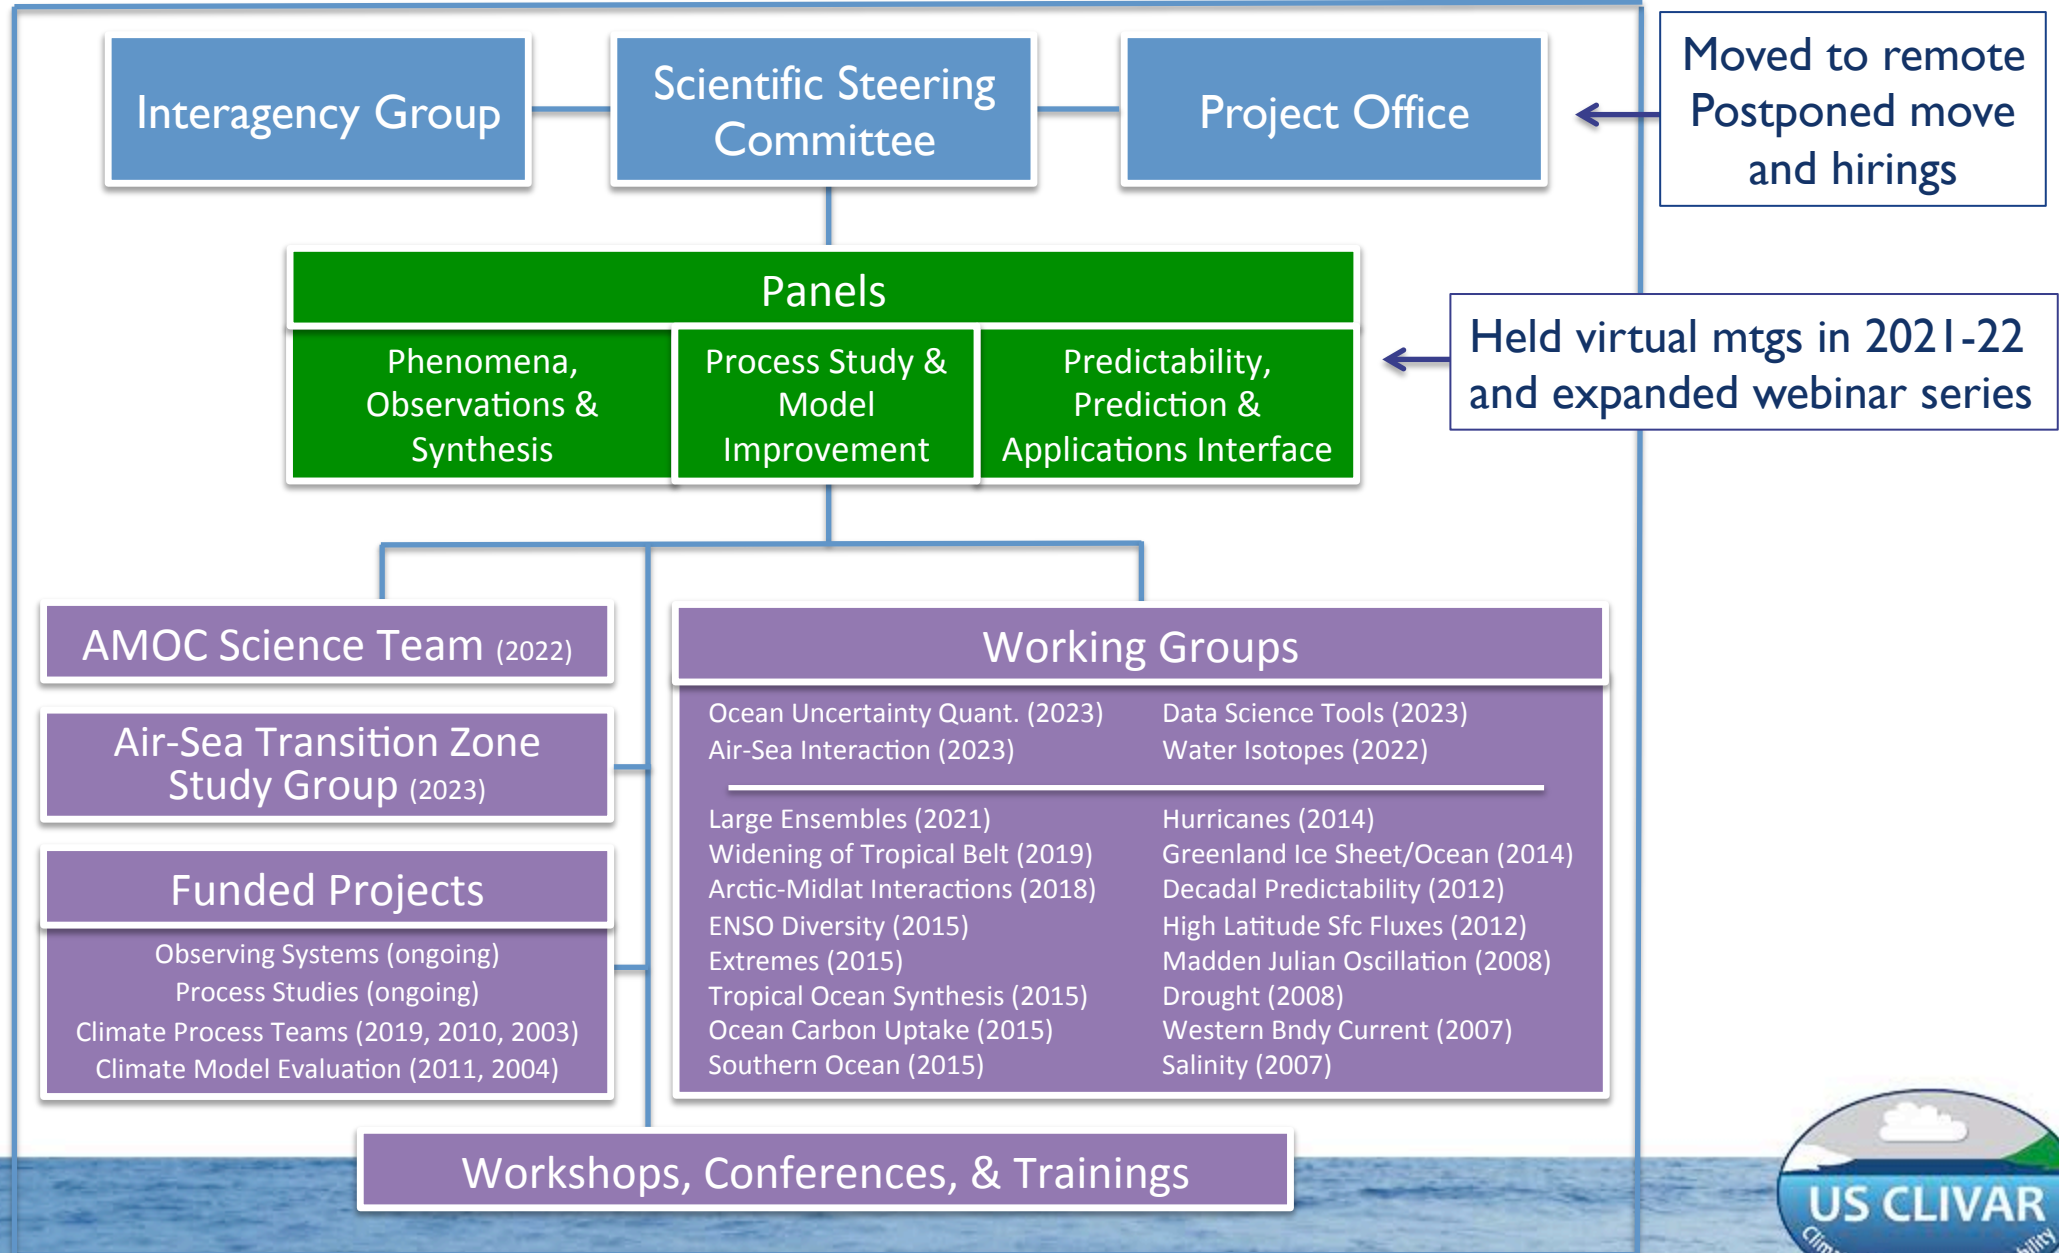 Interagency Group
Scientific Steering
Committee
Project Office
Moved to remote
Postponed move
and hirings
Panels
Phenomena,
Observations &
Synthesis
Process Study &
Model
Improvement
Predictability,
Prediction &
Applications Interface
Held virtual mtgs in 2021-22
and expanded webinar series
AMOC Science Team (2022)
Air-Sea Transition Zone
Study Group (2023)
Funded Projects
Observing Systems (ongoing)
Process Studies (ongoing)
Climate Process Teams (2019, 2010, 2003)
Climate Model Evaluation (2011, 2004)
Working Groups
Ocean Uncertainty Quant. (2023)
Air-Sea Interaction (2023)
Data Science Tools (2023)
Water Isotopes (2022)
Large Ensembles (2021)
Widening of Tropical Belt (2019)
Arctic-Midlat Interactions (2018)
ENSO Diversity (2015)
Extremes (2015)
Tropical Ocean Synthesis (2015)
Ocean Carbon Uptake (2015)
Southern Ocean (2015)
Hurricanes (2014)
Greenland Ice Sheet/Ocean (2014)
Decadal Predictability (2012)
High Latitude Sfc Fluxes (2012)
Madden Julian Oscillation (2008)
Drought (2008)
Western Bndy Current (2007)
Salinity (2007)
Workshops, Conferences, & Trainings
US CLIVAR